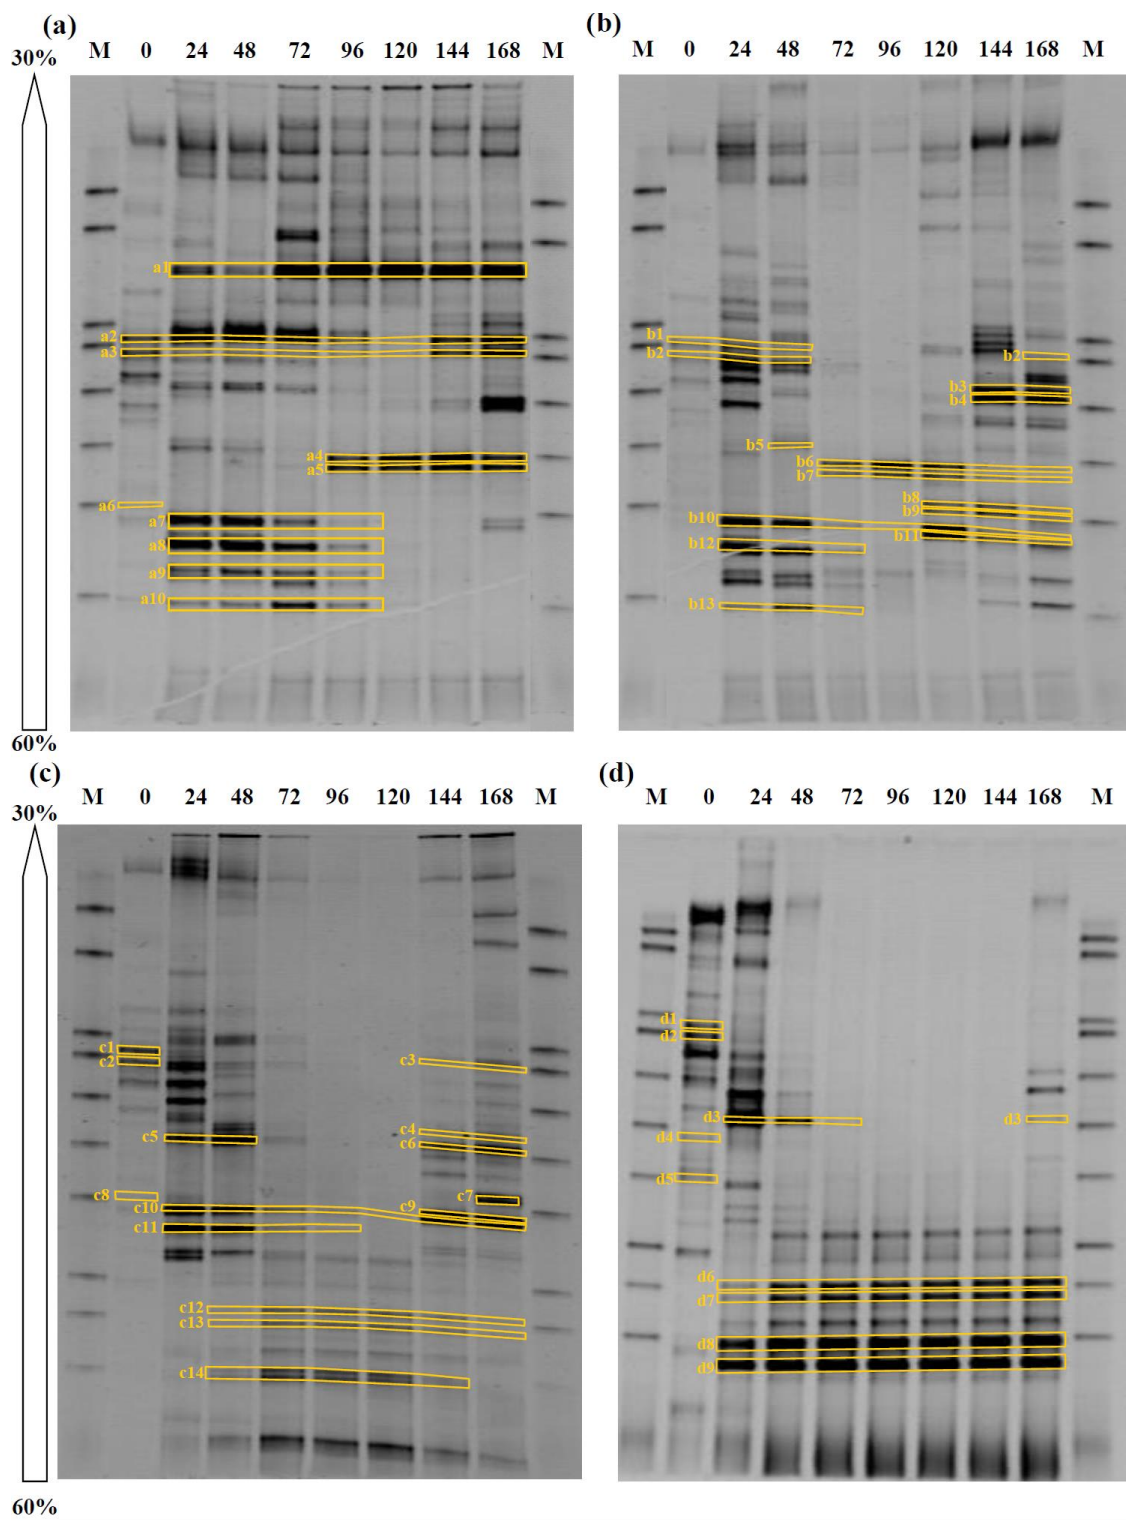 (a)
M 0 24 48 72 96 120 144 168 M
30%
a1
a2
a3
a4
a5
a6
a7
a8
a9
a10
60%
(b)
M 0 24 48 72 96 120 144 168 M
b1
b2
b2
b3
b4
b5
b6
b7
b8
b9
b10
b11
b12
b13
(c)
M 0 24 48 72 96 120 144 168 M
30%
c1
c2
c3
c4
c5
c6
c7
c8
c9
c10
c11
c12
c13
c14
60%
(d)
M 0 24 48 72 96 120 144 168 M
d1
d2
d3
d3
d4
d5
d6
d7
d8
d9